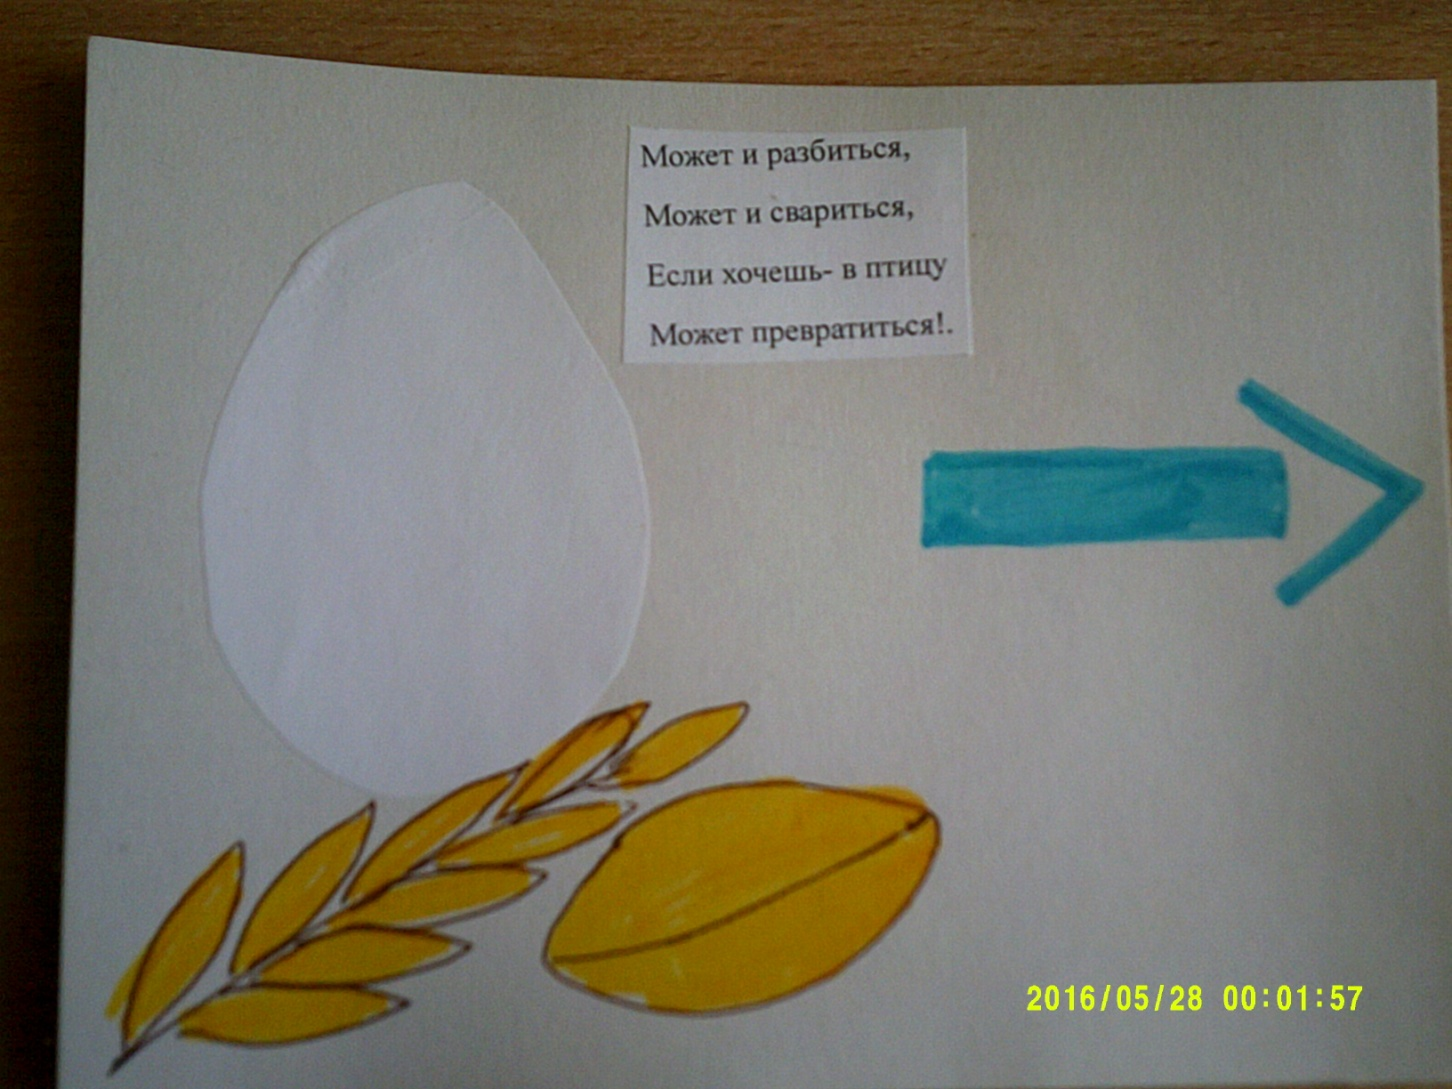 Может и разбиться,
Может и свариться,
Если хочешь- в птицу
Может превратиться!.
2016/05/28 00:01:57